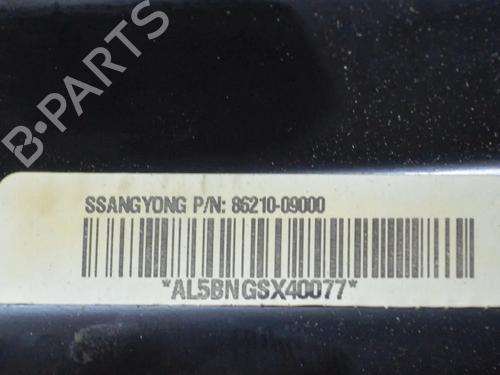 B-PARTS
SSANGYONG P/N: 86210-09000
*AL5BNGSX40077*